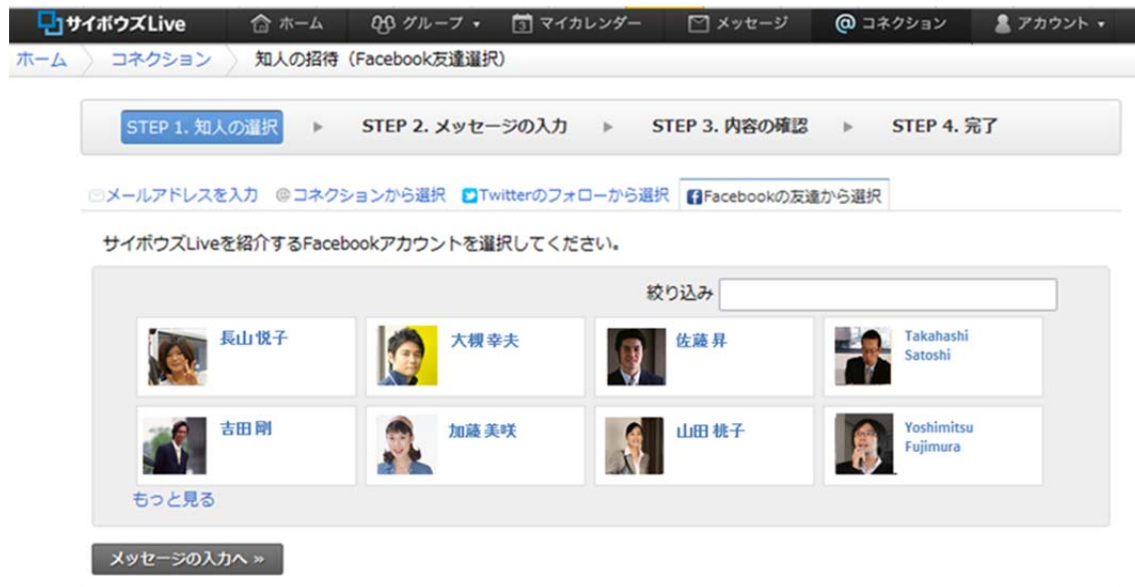 サイボウズLive ホーム グループ ▼ 3 マイカレンダー メッセージ @ コネクション アカウント ▼
ホーム コネクション 知人の招待（Facebook友達選択）
STEP 1. 知人の選択 ▶ STEP 2. メッセージの入力 ▶ STEP 3. 内容の確認 ▶ STEP 4. 完了
メールアドレスを入力 @コネクションから選択 Twitterのフォローから選択 Facebookの友達から選択
サイボウズLiveを紹介するFacebookアカウントを選択してください。
絞り込み
長山 悦子 大槻 幸夫 佐藤 昇 Takahashi
Satoshi
吉田 剛 加藤 美咲 山田 桃子 Yoshimitsu
Fujimura
もっと見る
メッセージの入力へ »